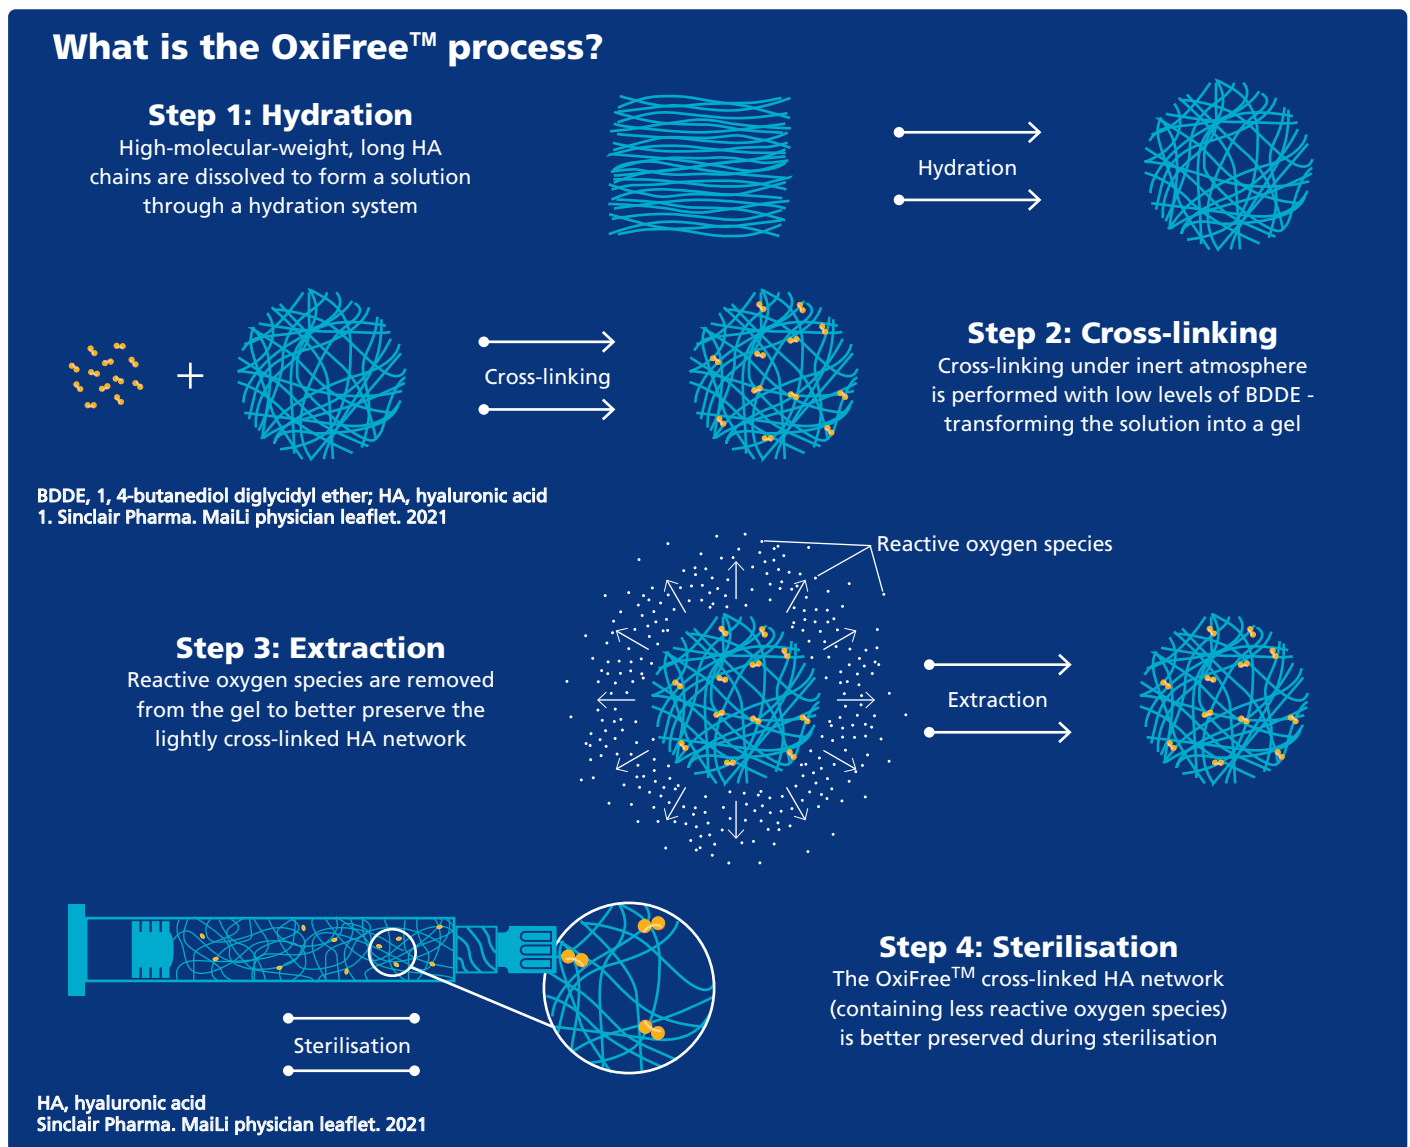 What is the OxiFree™ process?
Step 1: Hydration
High-molecular-weight, long HA
chains are dissolved to form a solution
through a hydration system
Hydration
+
Cross-linking
Step 2: Cross-linking
Cross-linking under inert atmosphere
is performed with low levels of BDDE -
transforming the solution into a gel
BDDE, 1, 4-butanediol diglycidyl ether; HA, hyaluronic acid
1. Sinclair Pharma. MaiLi physician leaflet. 2021
Reactive oxygen species
Step 3: Extraction
Reactive oxygen species are removed
from the gel to better preserve the
lightly cross-linked HA network
Extraction
Step 4: Sterilisation
The OxiFree™ cross-linked HA network
(containing less reactive oxygen species)
is better preserved during sterilisation
Sterilisation
HA, hyaluronic acid
Sinclair Pharma. MaiLi physician leaflet. 2021